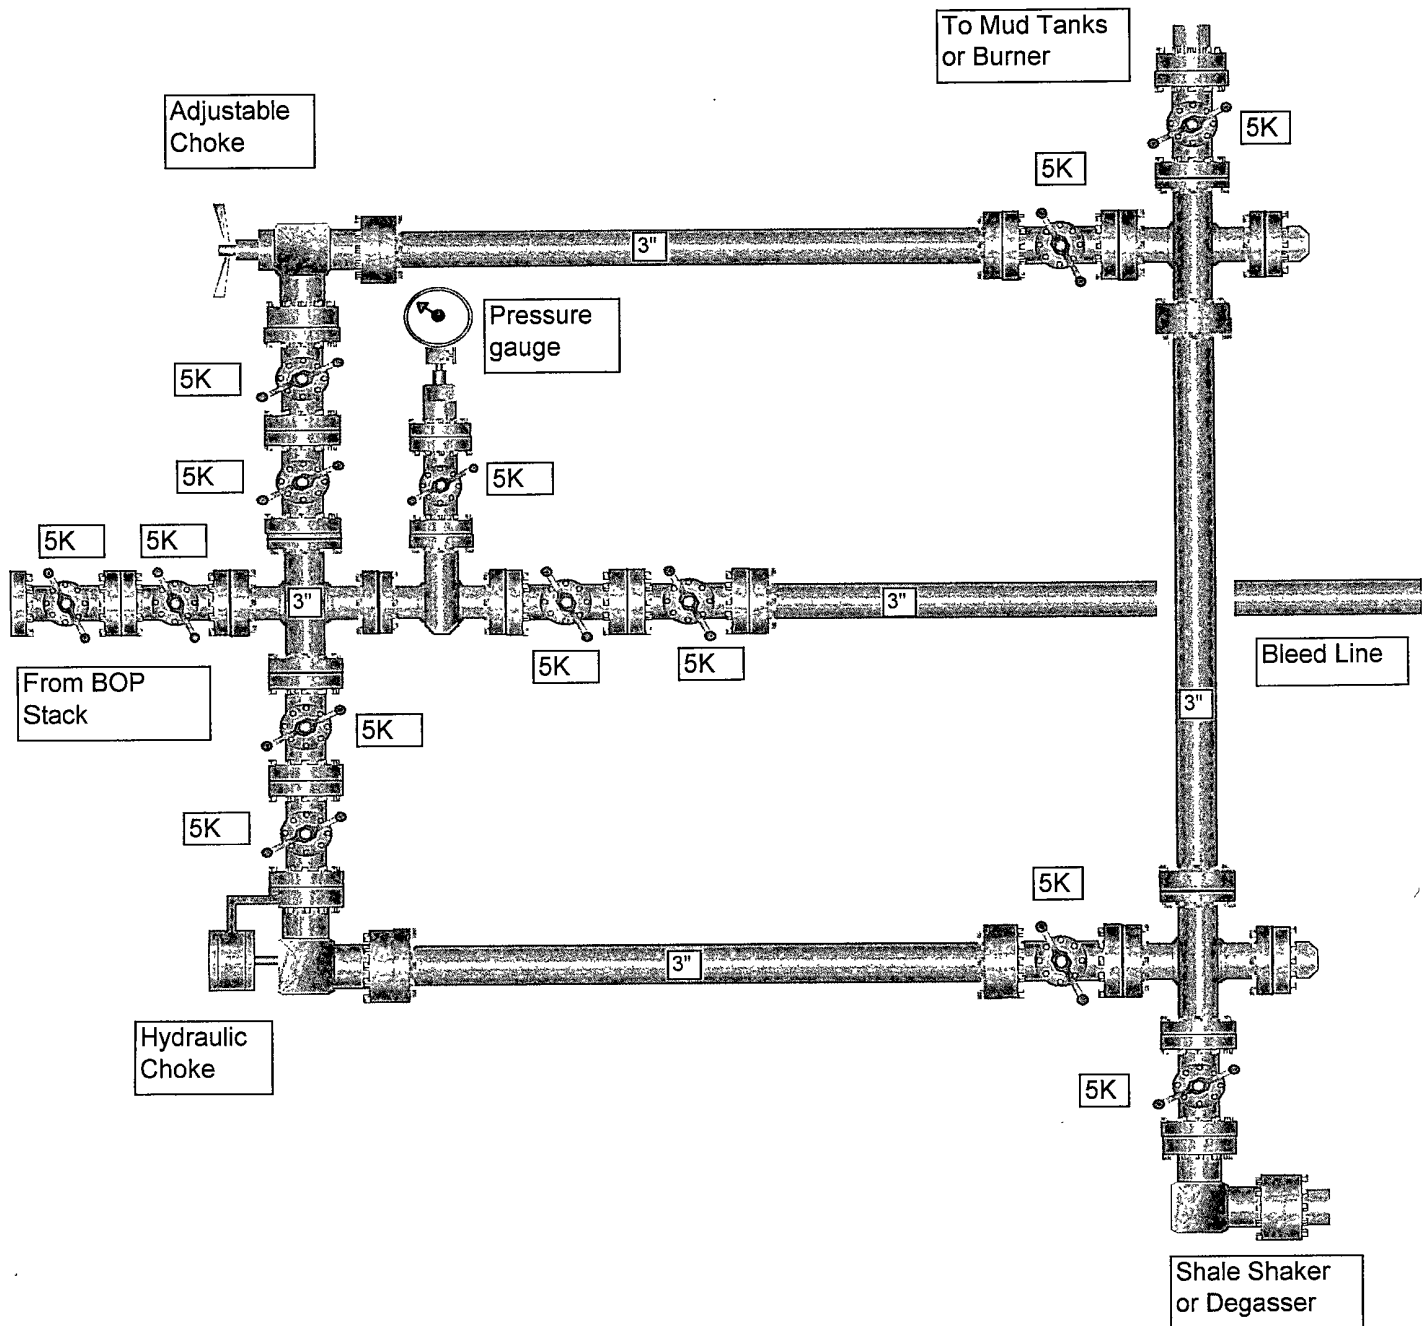 To Mud Tanks
or Burner
Adjustable
Choke
5K
5K
3"
Pressure
gauge
5K
5K
5K
5K
5K
3"
3"
5K
5K
Bleed Line
From BOP
Stack
3"
5K
5K
5K
3"
Hydraulic
Choke
5K
Shale Shaker
or Degasser